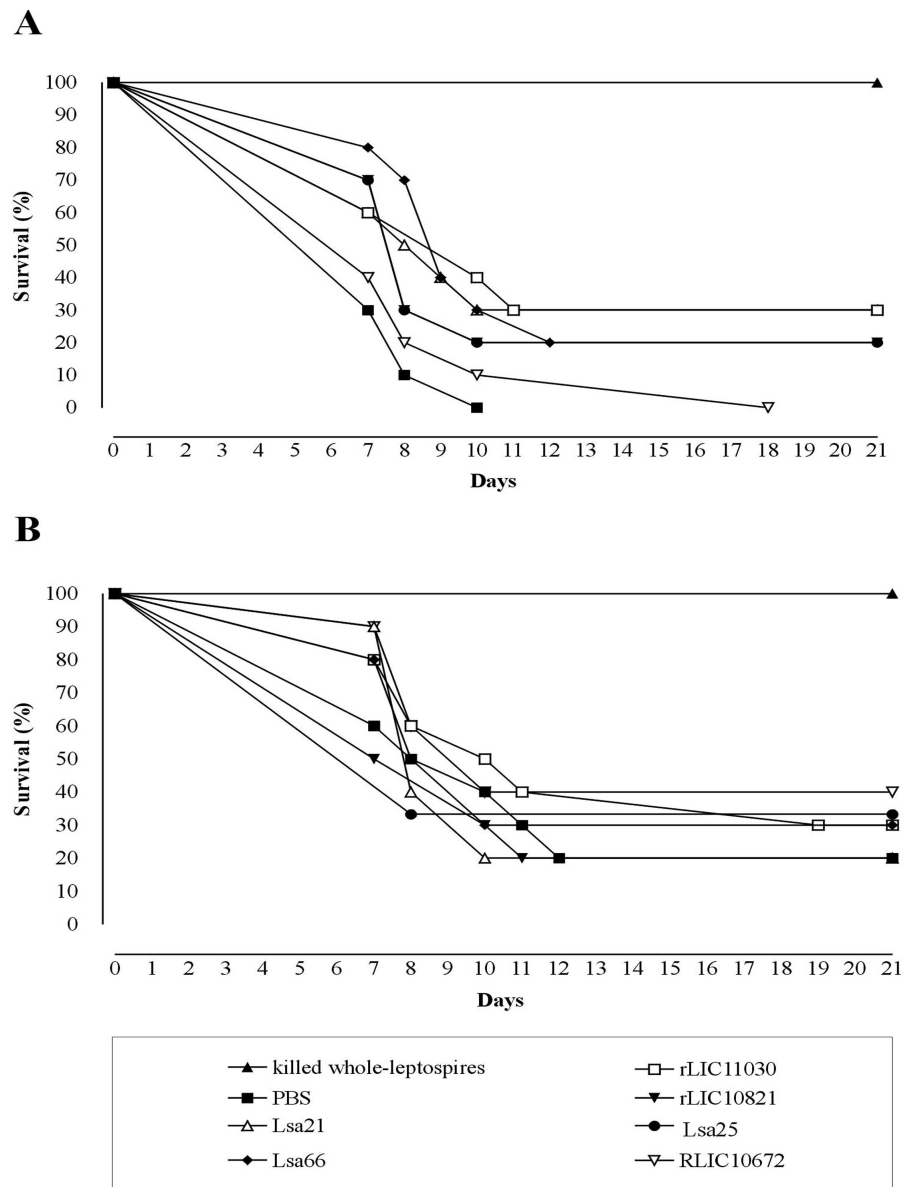 A
Survival (%)
100
90
80
70
60
50
40
30
20
10
0
0 1 2 3 4 5 6 7 8 9 10 11 12 13 14 15 16 17 18 19 20 21
Days
B
Survival (%)
100
90
80
70
60
50
40
30
20
10
0
0 1 2 3 4 5 6 7 8 9 10 11 12 13 14 15 16 17 18 19 20 21
Days
killed whole-leptospires
PBS
Lsa21
Lsa66
rLIC11030
rLIC10821
Lsa25
RLIC10672